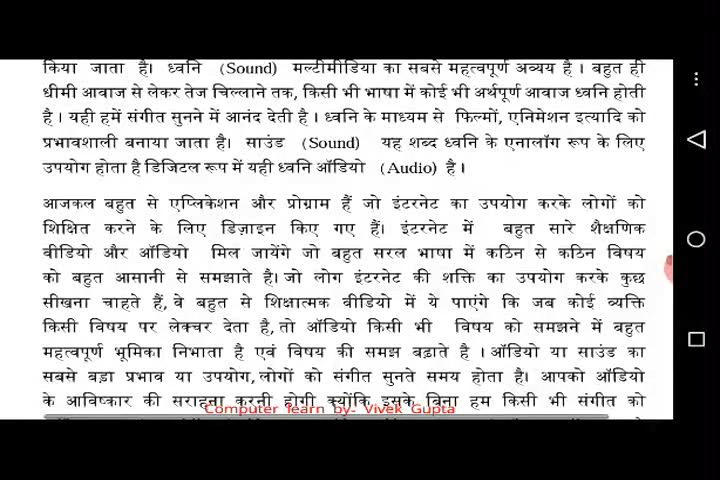 किया जाता है। ध्वनि (Sound) मल्टीमीडिया का सबसे महत्वपूर्ण अव्यय है । बहुत ही
धीमी आवाज से लेकर तेज चिल्लाने तक, किसी भी भाषा में कोई भी अर्थपूर्ण आवाज ध्वनि होती
है । यही हमें संगीत सुनने में आनंद देती है । ध्वनि के माध्यम से फिल्मों, एनिमेशन इत्यादि को
प्रभावशाली बनाया जाता है। साउंड (Sound) यह शब्द ध्वनि के एनालॉग रूप के लिए
उपयोग होता है डिजिटल रूप में यही ध्वनि ऑडियो (Audio) है ।
आजकल बहुत से एप्लिकेशन और प्रोग्राम हैं जो इंटरनेट का उपयोग करके लोगों को
शिक्षित करने के लिए डिज़ाइन किए गए हैं। इंटरनेट में बहुत सारे शैक्षणिक
वीडियो और ऑडियो मिल जायेंगे जो बहुत सरल भाषा में कठिन से कठिन विषय
को बहुत आसानी से समझाते है। जो लोग इंटरनेट की शक्ति का उपयोग करके कुछ
सीखना चाहते हैं, वे बहुत से शिक्षात्मक वीडियो में ये पाएंगे कि जब कोई व्यक्ति
किसी विषय पर लेक्चर देता है, तो ऑडियो किसी भी विषय को समझने में बहुत
महत्वपूर्ण भूमिका निभाता है एवं विषय की समझ बढ़ाते है । ऑडियो या साउंड का
सबसे बड़ा प्रभाव या उपयोग, लोगों को संगीत सुनते समय होता है। आपको ऑडियो
के आविष्कार की सराहना करनी होगी क्योंकि इसके बिना हम किसी भी संगीत को
Computer learn by- Vivek Gupta